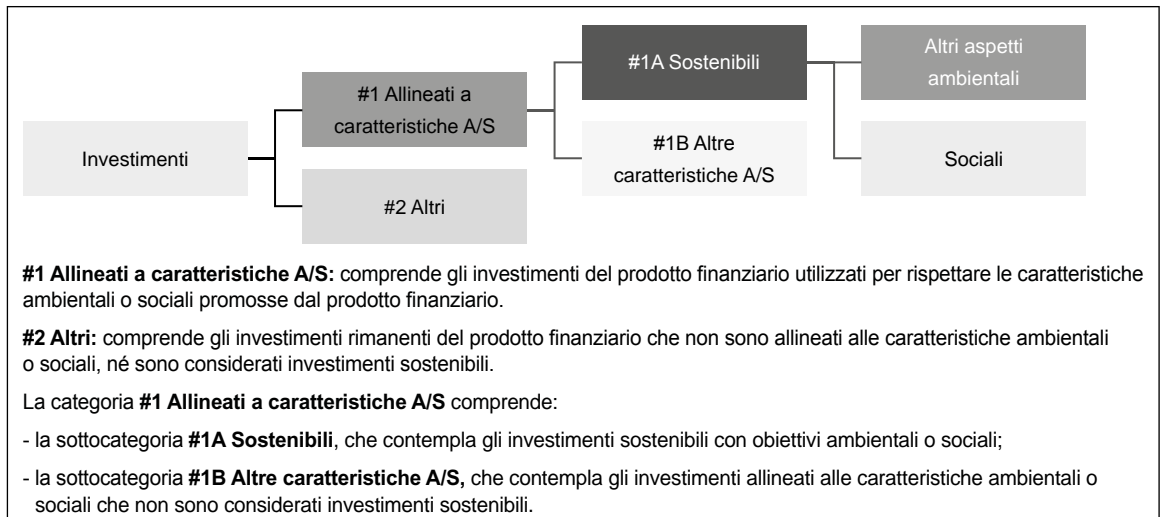 Investimenti
#1 Allineati a
caratteristiche A/S
#2 Altri
#1A Sostenibili
#1B Altre
caratteristiche A/S
Altri aspetti
ambientali
Sociali
#1 Allineati a caratteristiche A/S: comprende gli investimenti del prodotto finanziario utilizzati per rispettare le caratteristiche
ambientali o sociali promosse dal prodotto finanziario.
#2 Altri: comprende gli investimenti rimanenti del prodotto finanziario che non sono allineati alle caratteristiche ambientali
o sociali, né sono considerati investimenti sostenibili.
La categoria #1 Allineati a caratteristiche A/S comprende:
- la sottocategoria #1A Sostenibili, che contempla gli investimenti sostenibili con obiettivi ambientali o sociali;
- la sottocategoria #1B Altre caratteristiche A/S, che contempla gli investimenti allineati alle caratteristiche ambientali o
sociali che non sono considerati investimenti sostenibili.